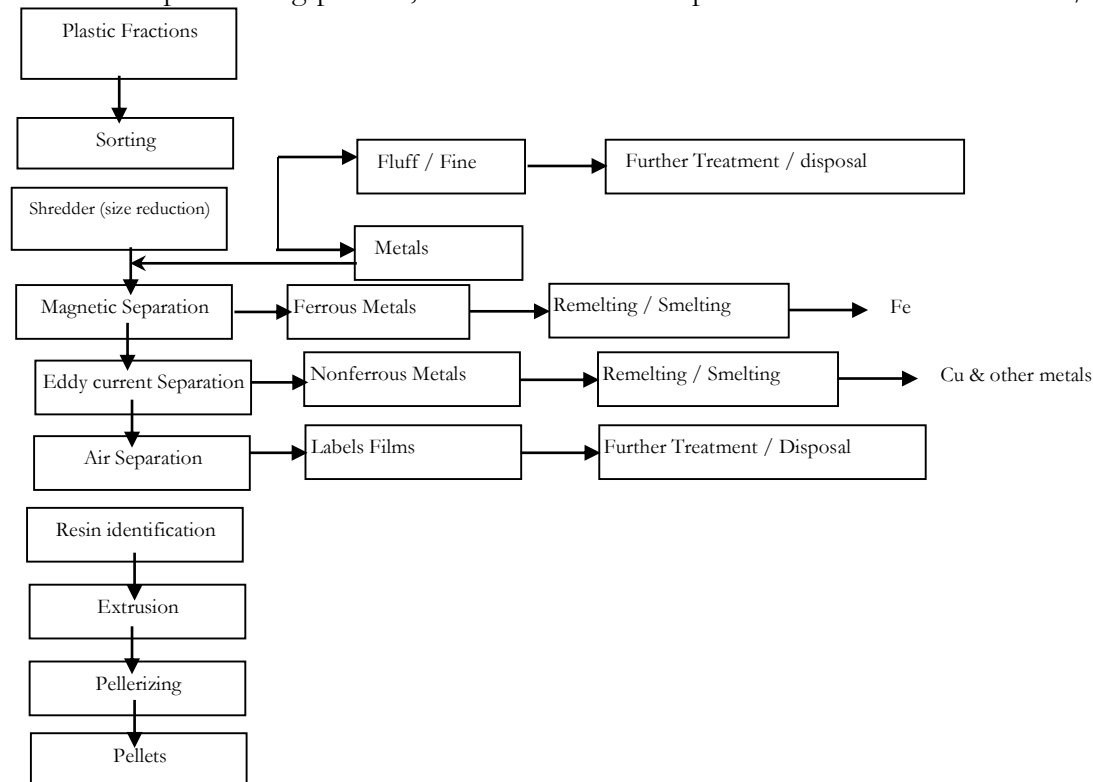 Plastic Fractions
Sorting
Fluff / Fine
Further Treatment / disposal
Shredder (size reduction)
Metals
Magnetic Separation
Ferrous Metals
Remelting / Smelting
Fe
Eddy current Separation
Nonferrous Metals
Remelting / Smelting
Cu & other metals
Air Separation
Labels Films
Further Treatment / Disposal
Resin identification
Extrusion
Pellerizing
Pellets